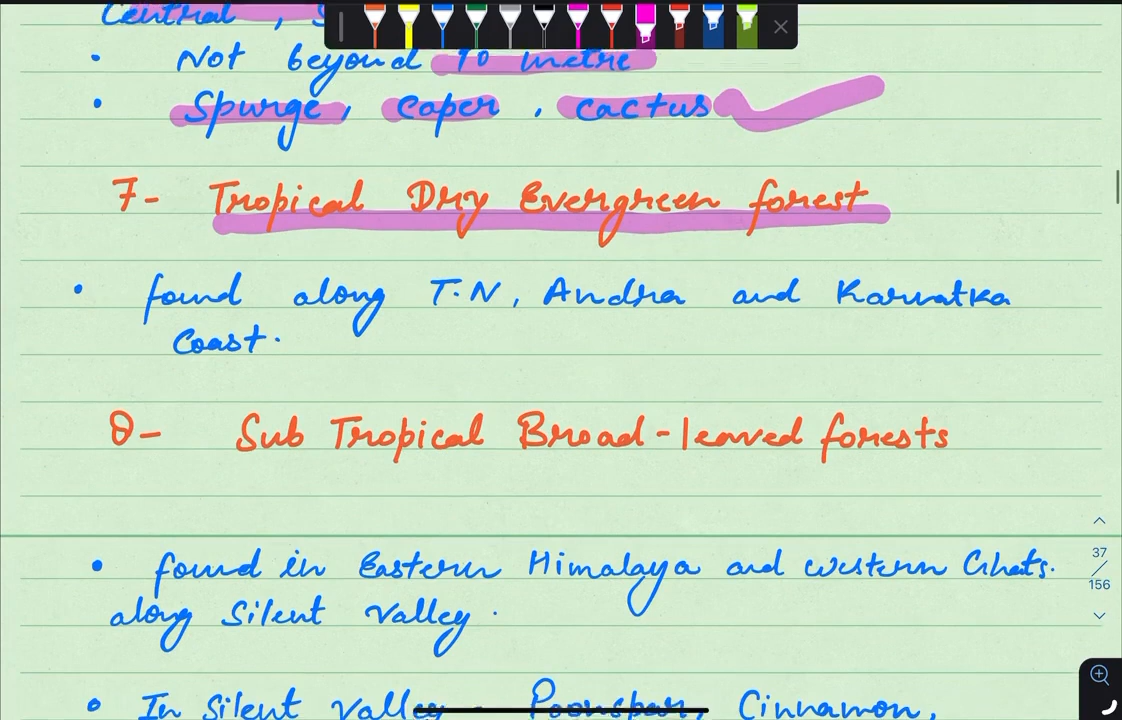 Central ,
• Not beyond 10 metre
• Spurge, caper , cactus
7- Tropical Dry Evergreen forest
• found along T.N, Andhra and Karnatka
Coast.
8- Sub Tropical Broad-leaved forests
• found in Eastern Himalaya and western Ghats.
along Silent Valley.
37
/
156
• In Silent Valley - Cinnamon,